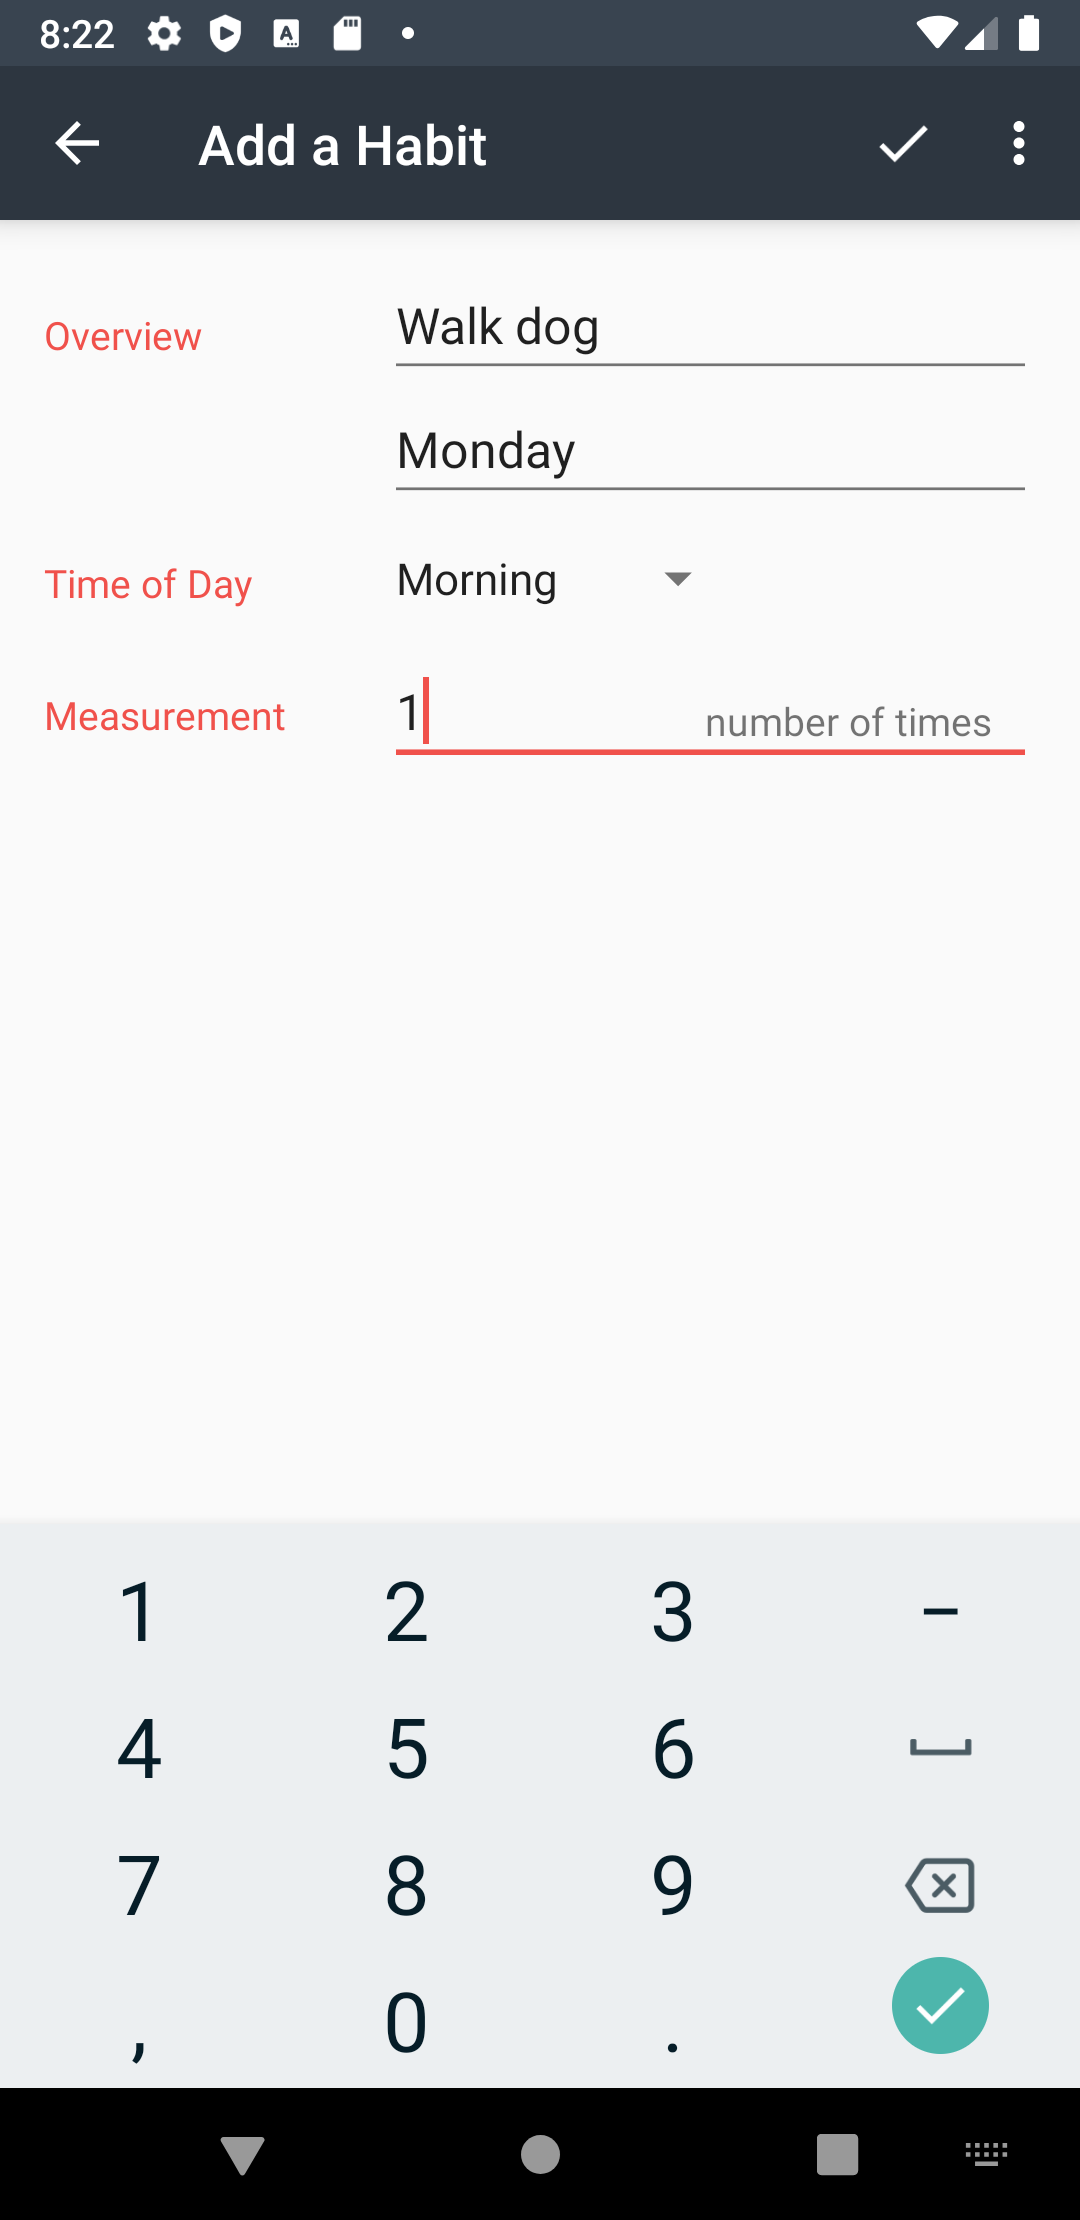 8:22
Add a Habit
Overview
Walk dog
Monday
Time of Day
Morning
Measurement
1
number of times
1 2 3 –
4 5 6
7 8 9
, 0 .